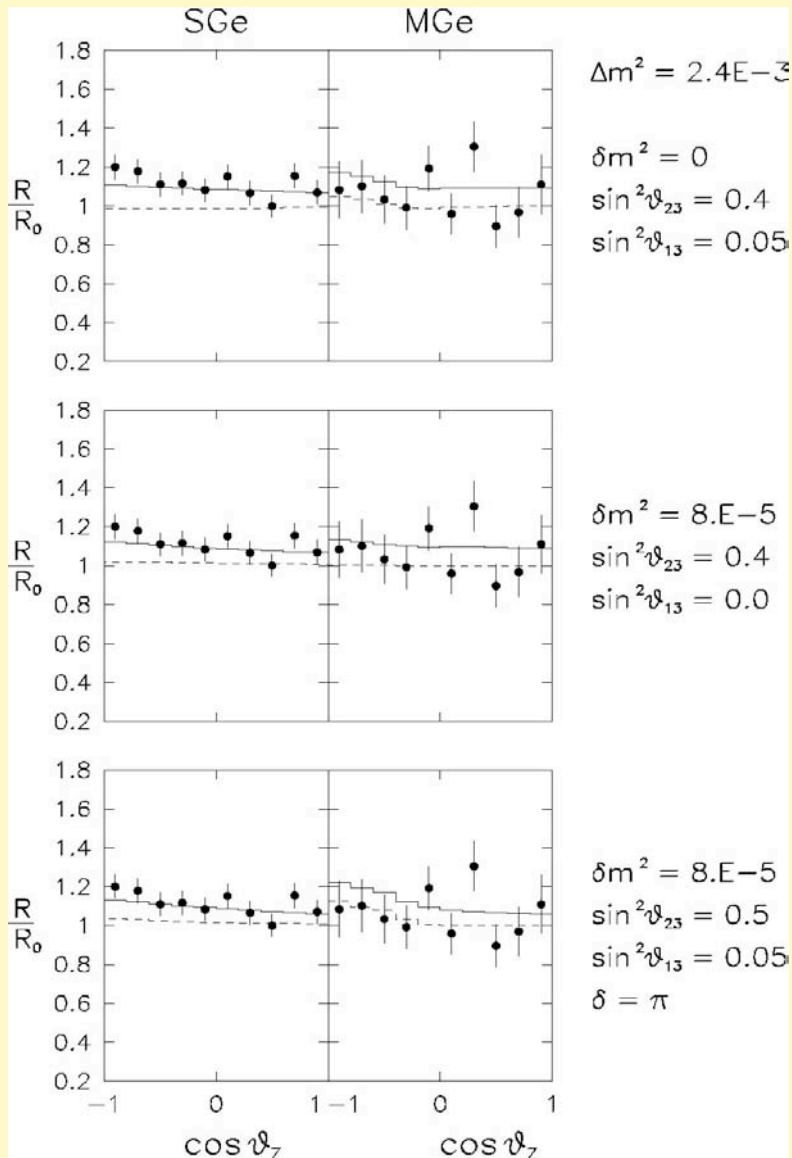 SGe MGe
1.8
1.6
1.4
1.2
1
0.8
0.6
0.4
0.2
R
R₀
Δm² = 2.4E−3
δm² = 0
sin²ϑ₂₃ = 0.4
sin²ϑ₁₃ = 0.05
1.8
1.6
1.4
1.2
1
0.8
0.6
0.4
0.2
R
R₀
δm² = 8.E−5
sin²ϑ₂₃ = 0.4
sin²ϑ₁₃ = 0.0
1.8
1.6
1.4
1.2
1
0.8
0.6
0.4
0.2
R
R₀
δm² = 8.E−5
sin²ϑ₂₃ = 0.5
sin²ϑ₁₃ = 0.05
δ = π
−1 0 1 −1 0 1
cos ϑ_Z cos ϑ_Z